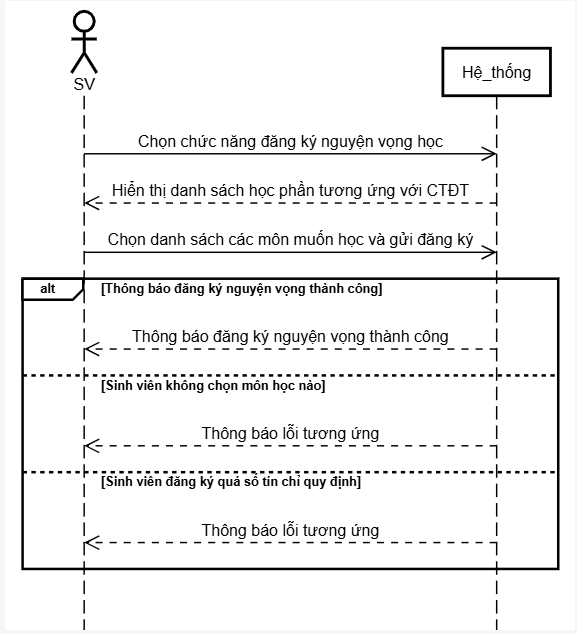 SV
Hệ_thống
Chọn chức năng đăng ký nguyện vọng học
Hiển thị danh sách học phần tương ứng với CTĐT
Chọn danh sách các môn muốn học và gửi đăng ký
alt
[Thông báo đăng ký nguyện vọng thành công]
Thông báo đăng ký nguyện vọng thành công
[Sinh viên không chọn môn học nào]
Thông báo lỗi tương ứng
[Sinh viên đăng ký quá số tín chỉ quy định]
Thông báo lỗi tương ứng